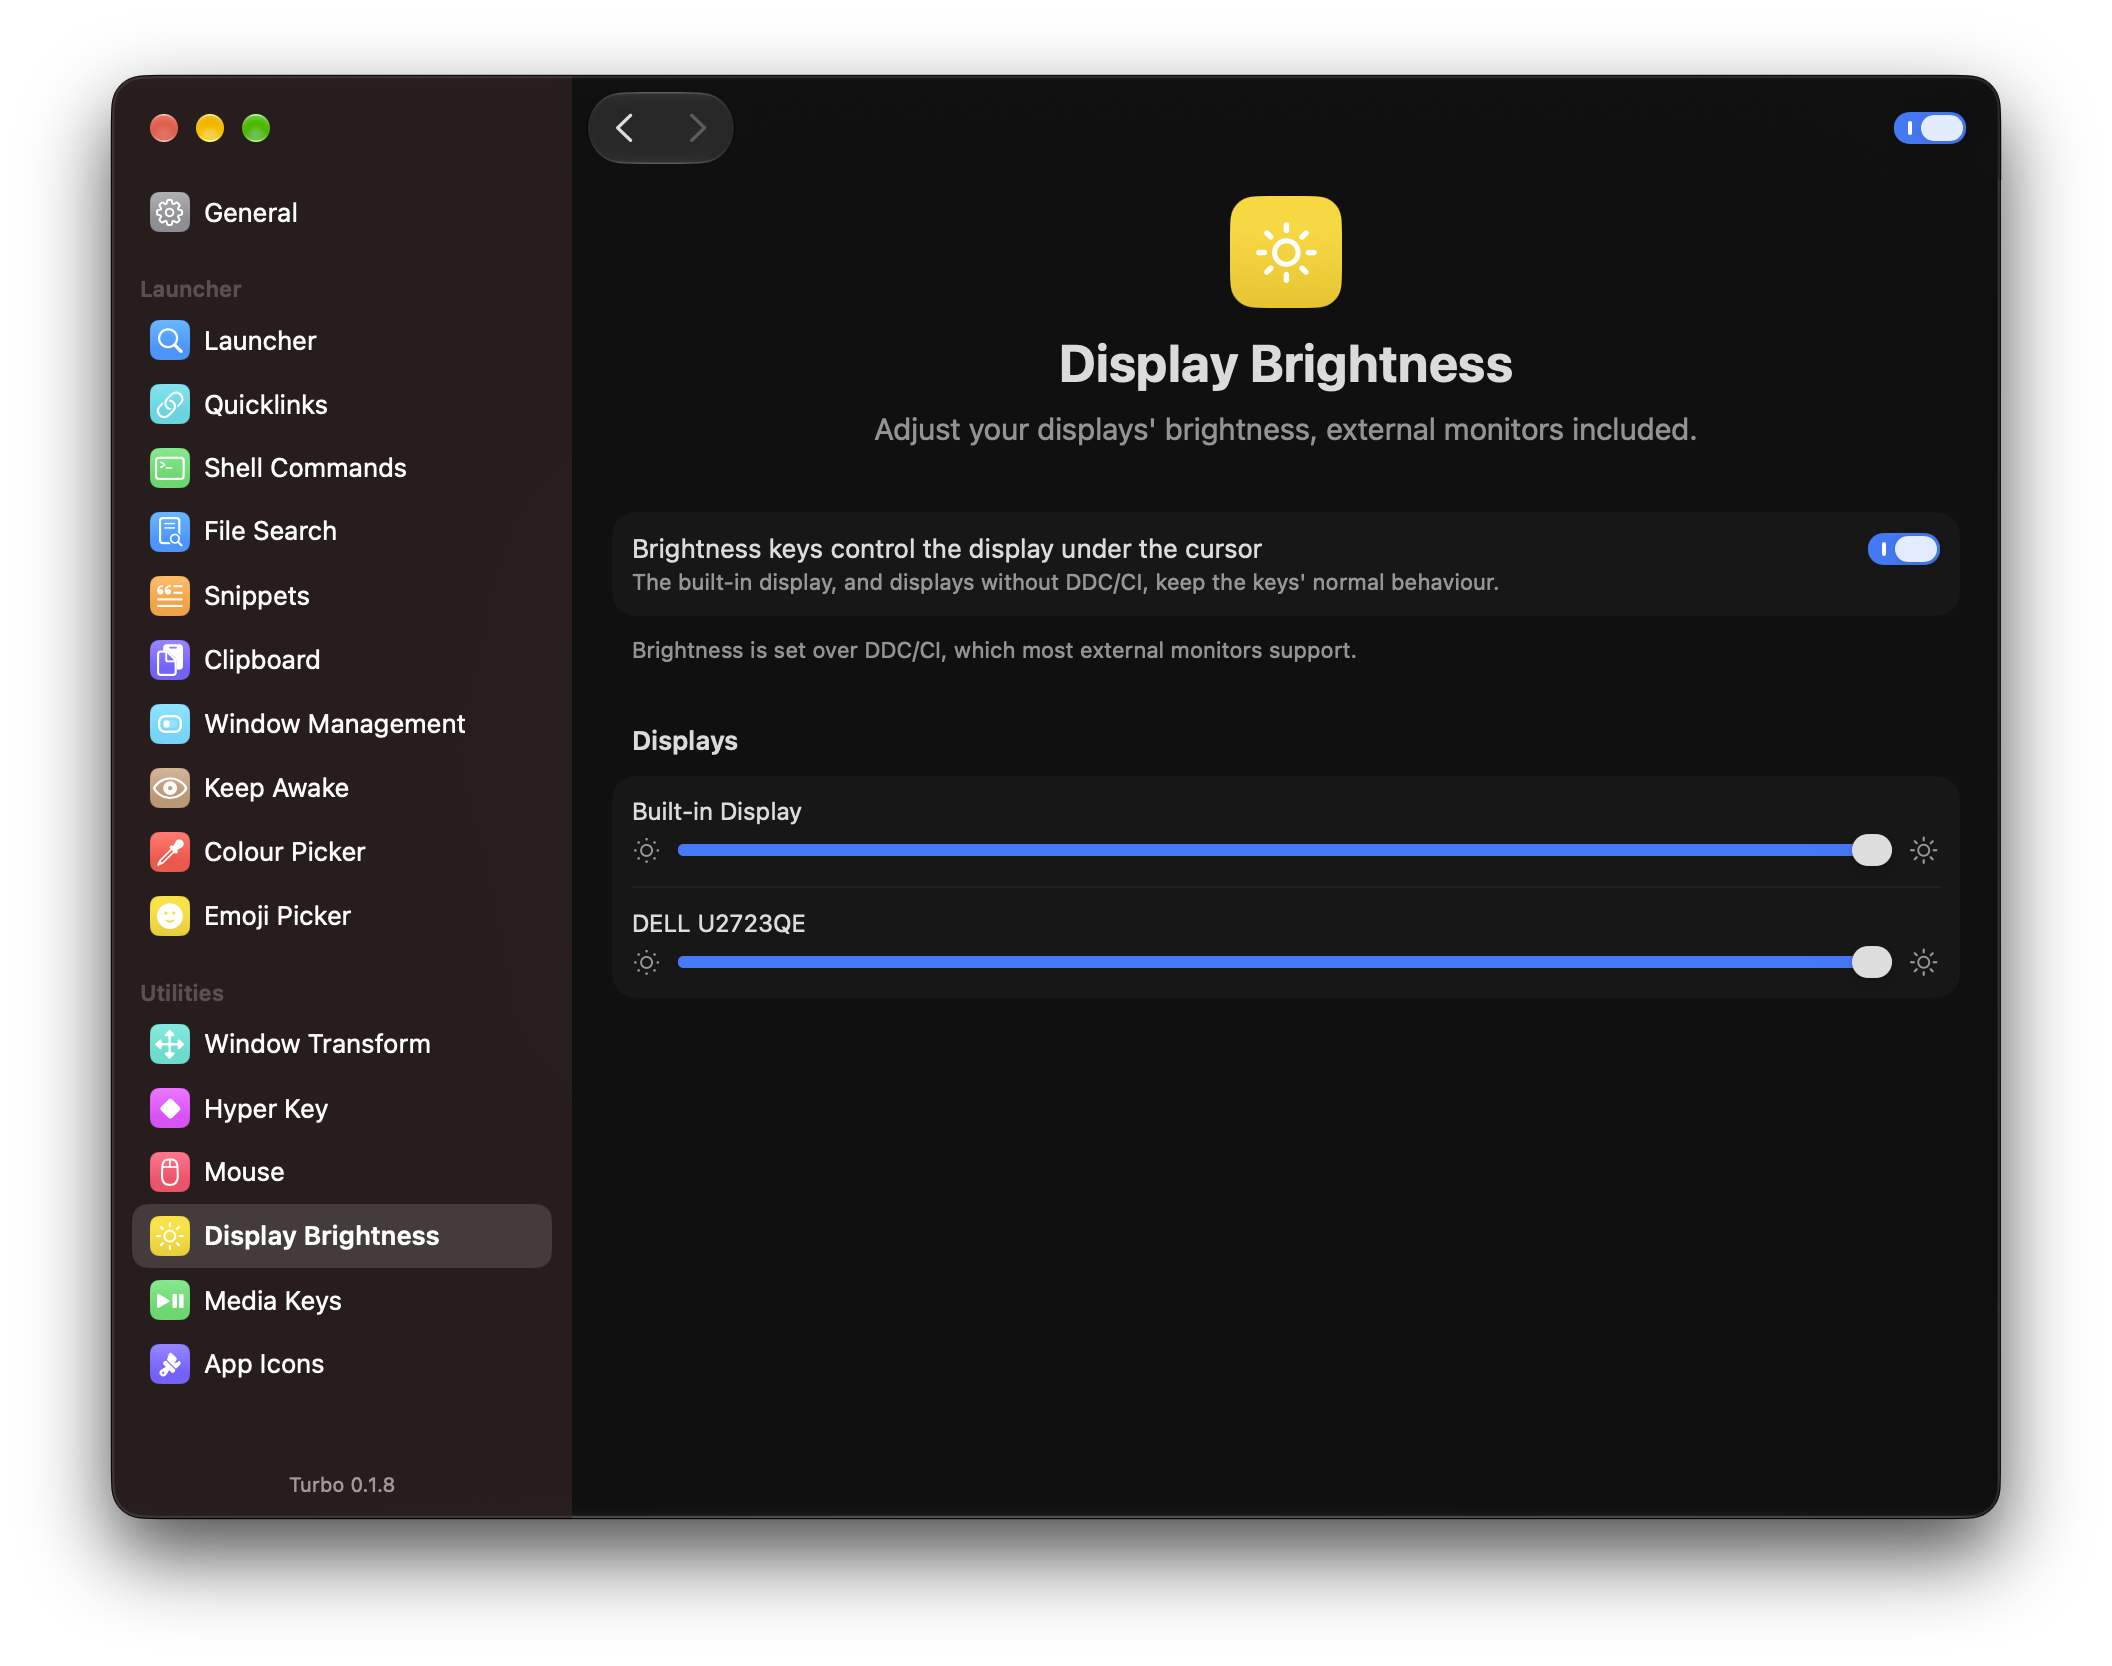 General
Launcher
Launcher
Quicklinks
Shell Commands
File Search
Snippets
Clipboard
Window Management
Keep Awake
Colour Picker
Emoji Picker
Utilities
Window Transform
Hyper Key
Mouse
Display Brightness
Media Keys
App Icons
Turbo 0.1.8
Display Brightness
Adjust your displays' brightness, external monitors included.
Brightness keys control the display under the cursor
The built-in display, and displays without DDC/CI, keep the keys' normal behaviour.
Brightness is set over DDC/CI, which most external monitors support.
Displays
Built-in Display
DELL U2723QE